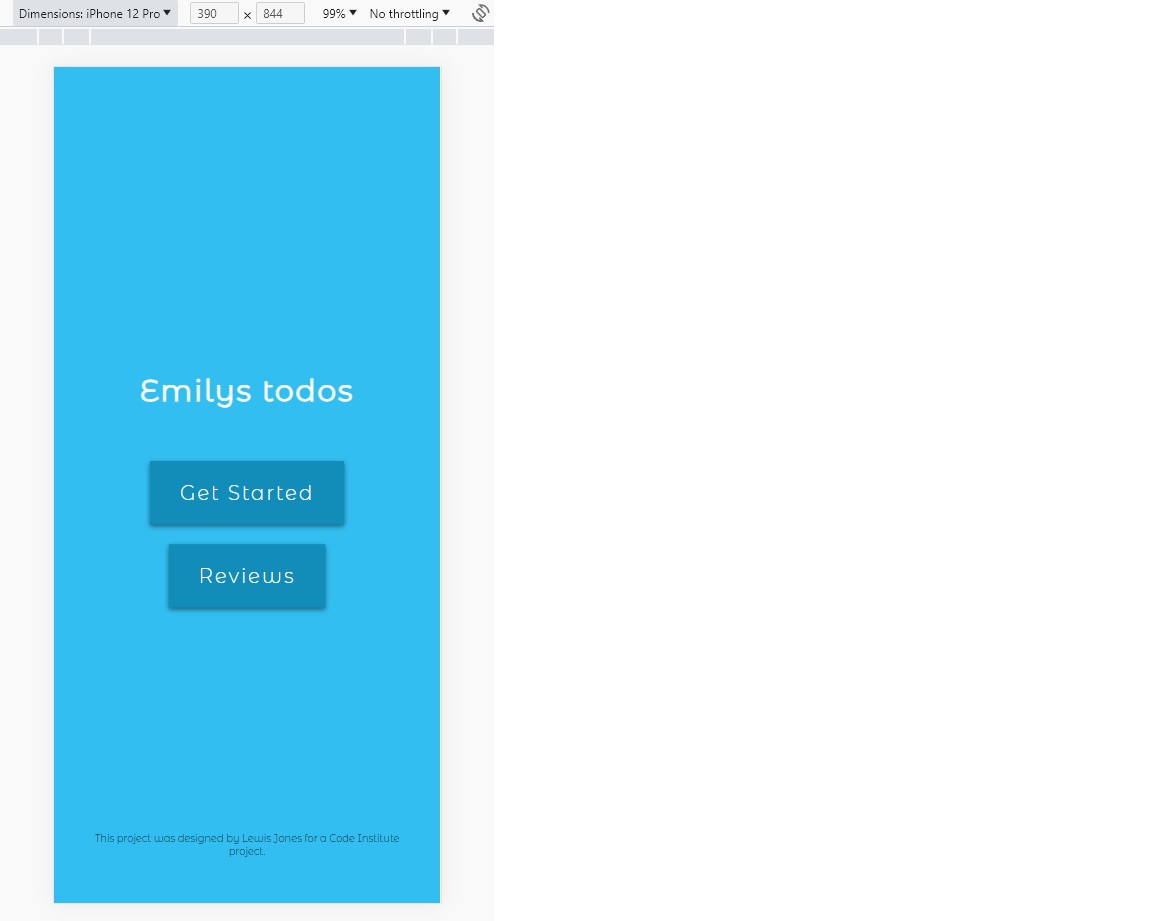 Dimensions: iPhone 12 Pro 390 × 844 99% No throttling
Emilys todos
Get Started
Reviews
This project was designed by Lewis Jones for a Code Institute
project.